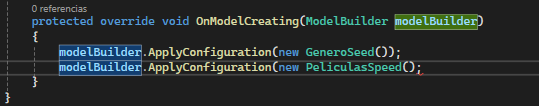 0 referencias
protected override void OnModelCreating(ModelBuilder modelBuilder)
{
modelBuilder.ApplyConfiguration(new GeneroSeed());
modelBuilder.ApplyConfiguration(new PeliculasSpeed();
}
}